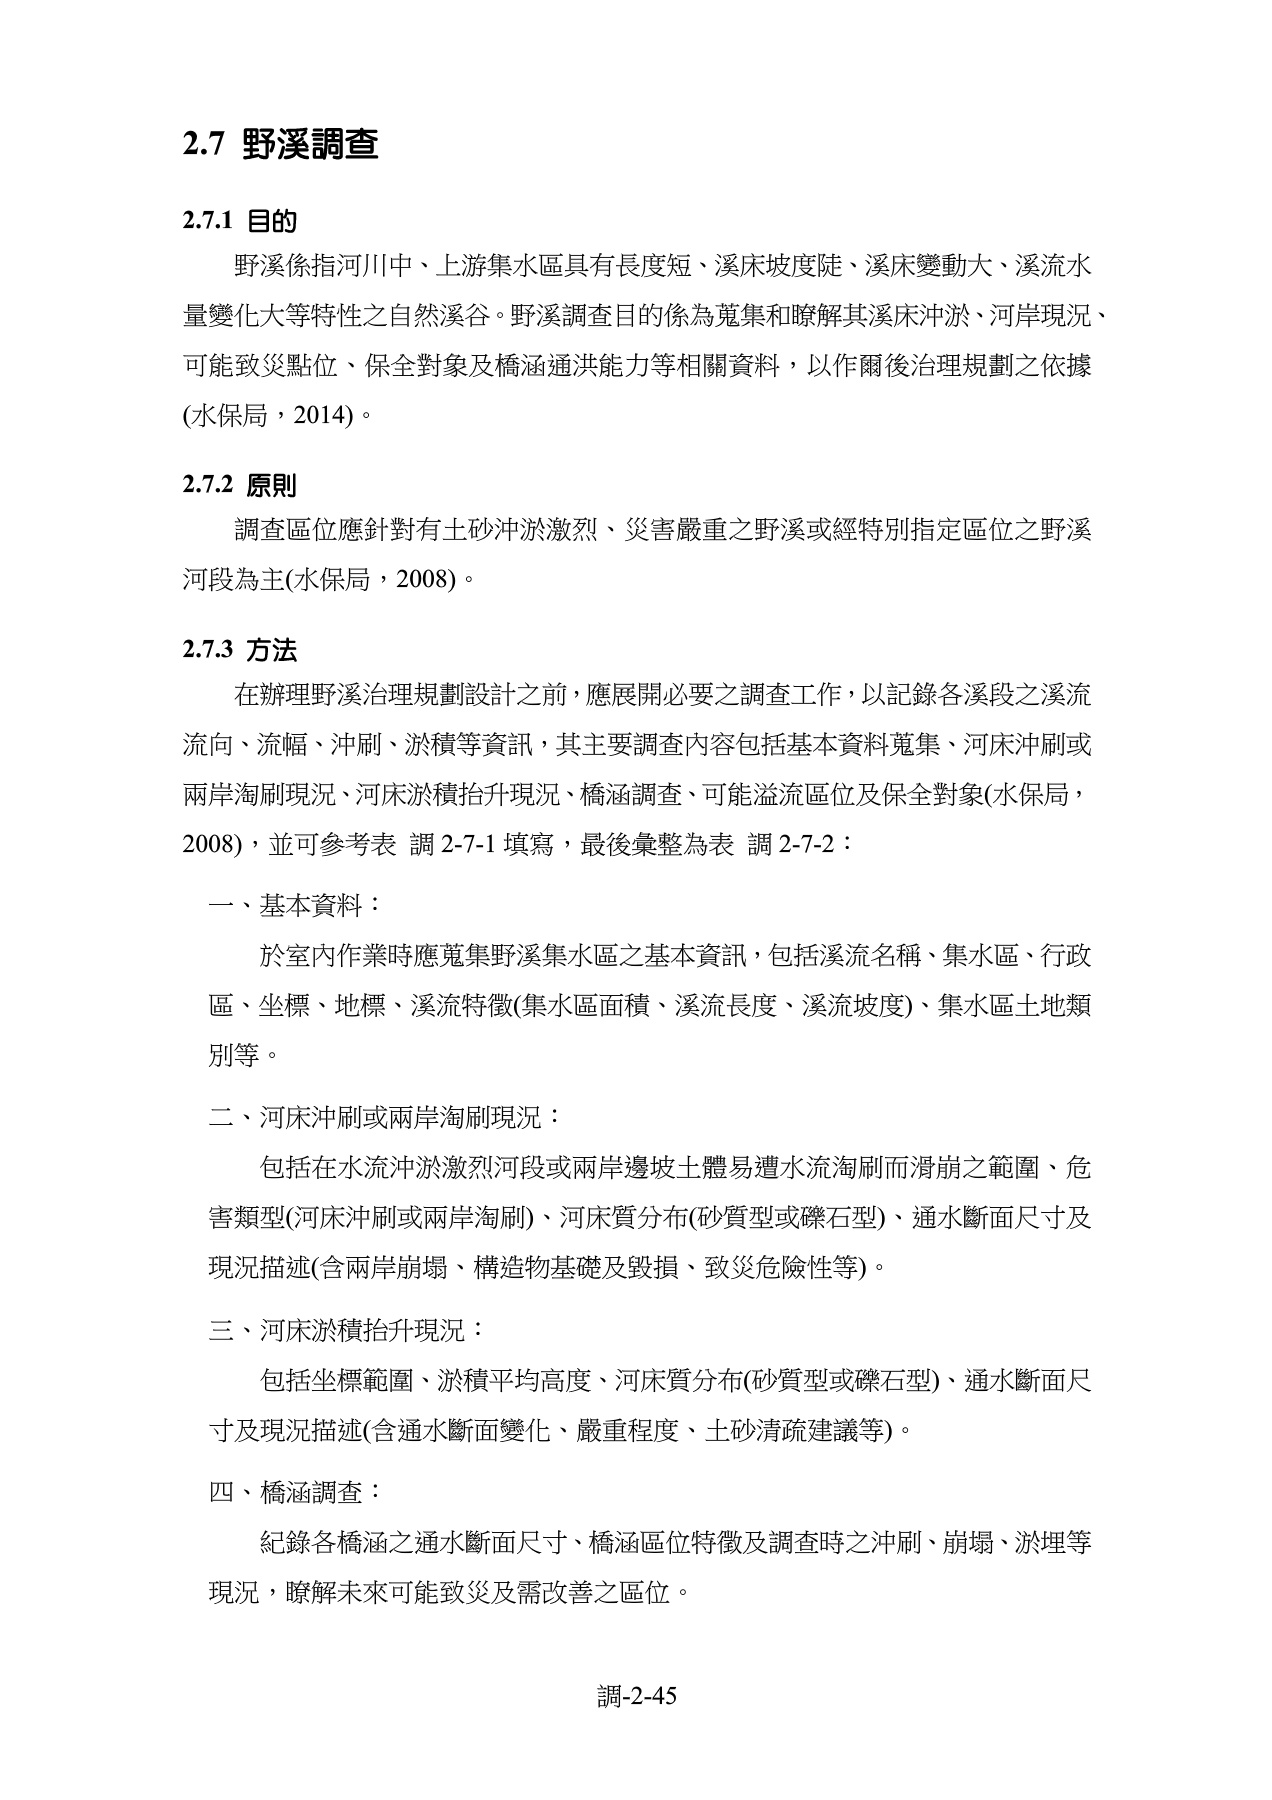 2.7 野溪調查
2.7.1 目的
野溪係指河川中、上游集水區具有長度短、溪床坡度陡、溪床變動大、溪流水
量變化大等特性之自然溪谷。野溪調查目的係為蒐集和瞭解其溪床沖淤、河岸現況、
可能致災點位、保全對象及橋涵通洪能力等相關資料，以作爾後治理規劃之依據
(水保局，2014)。
2.7.2 原則
調查區位應針對有土砂沖淤激烈、災害嚴重之野溪或經特別指定區位之野溪
河段為主(水保局，2008)。
2.7.3 方法
在辦理野溪治理規劃設計之前，應展開必要之調查工作，以記錄各溪段之溪流
流向、流幅、沖刷、淤積等資訊，其主要調查內容包括基本資料蒐集、河床沖刷或
兩岸淘刷現況、河床淤積抬升現況、橋涵調查、可能溢流區位及保全對象(水保局，
2008)，並可參考表 調 2-7-1 填寫，最後彙整為表 調 2-7-2：
一、基本資料：
於室內作業時應蒐集野溪集水區之基本資訊，包括溪流名稱、集水區、行政
區、坐標、地標、溪流特徵(集水區面積、溪流長度、溪流坡度)、集水區土地類
別等。
二、河床沖刷或兩岸淘刷現況：
包括在水流沖淤激烈河段或兩岸邊坡土體易遭水流淘刷而滑崩之範圍、危
害類型(河床沖刷或兩岸淘刷)、河床質分布(砂質型或礫石型)、通水斷面尺寸及
現況描述(含兩岸崩塌、構造物基礎及毀損、致災危險性等)。
三、河床淤積抬升現況：
包括坐標範圍、淤積平均高度、河床質分布(砂質型或礫石型)、通水斷面尺
寸及現況描述(含通水斷面變化、嚴重程度、土砂清疏建議等)。
四、橋涵調查：
紀錄各橋涵之通水斷面尺寸、橋涵區位特徵及調查時之沖刷、崩塌、淤埋等
現況，瞭解未來可能致災及需改善之區位。
調-2-45